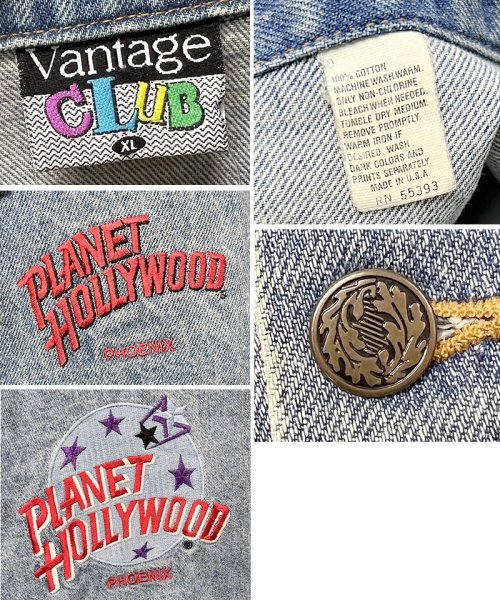 Vantage
CLUB
XL
100% COTTON
MACHINE WASH WARM.
ONLY NON-CHLORINE
BLEACH WHEN NEEDED.
TUMBLE DRY MEDIUM.
REMOVE PROMPTLY.
WARM IRON IF
DESIRED. WASH
DARK COLORS AND
PRINTS SEPARATELY.
MADE IN U.S.A.
RN 55393
PLANET
HOLLYWOOD
PHOENIX
PLANET
HOLLYWOOD
PHOENIX